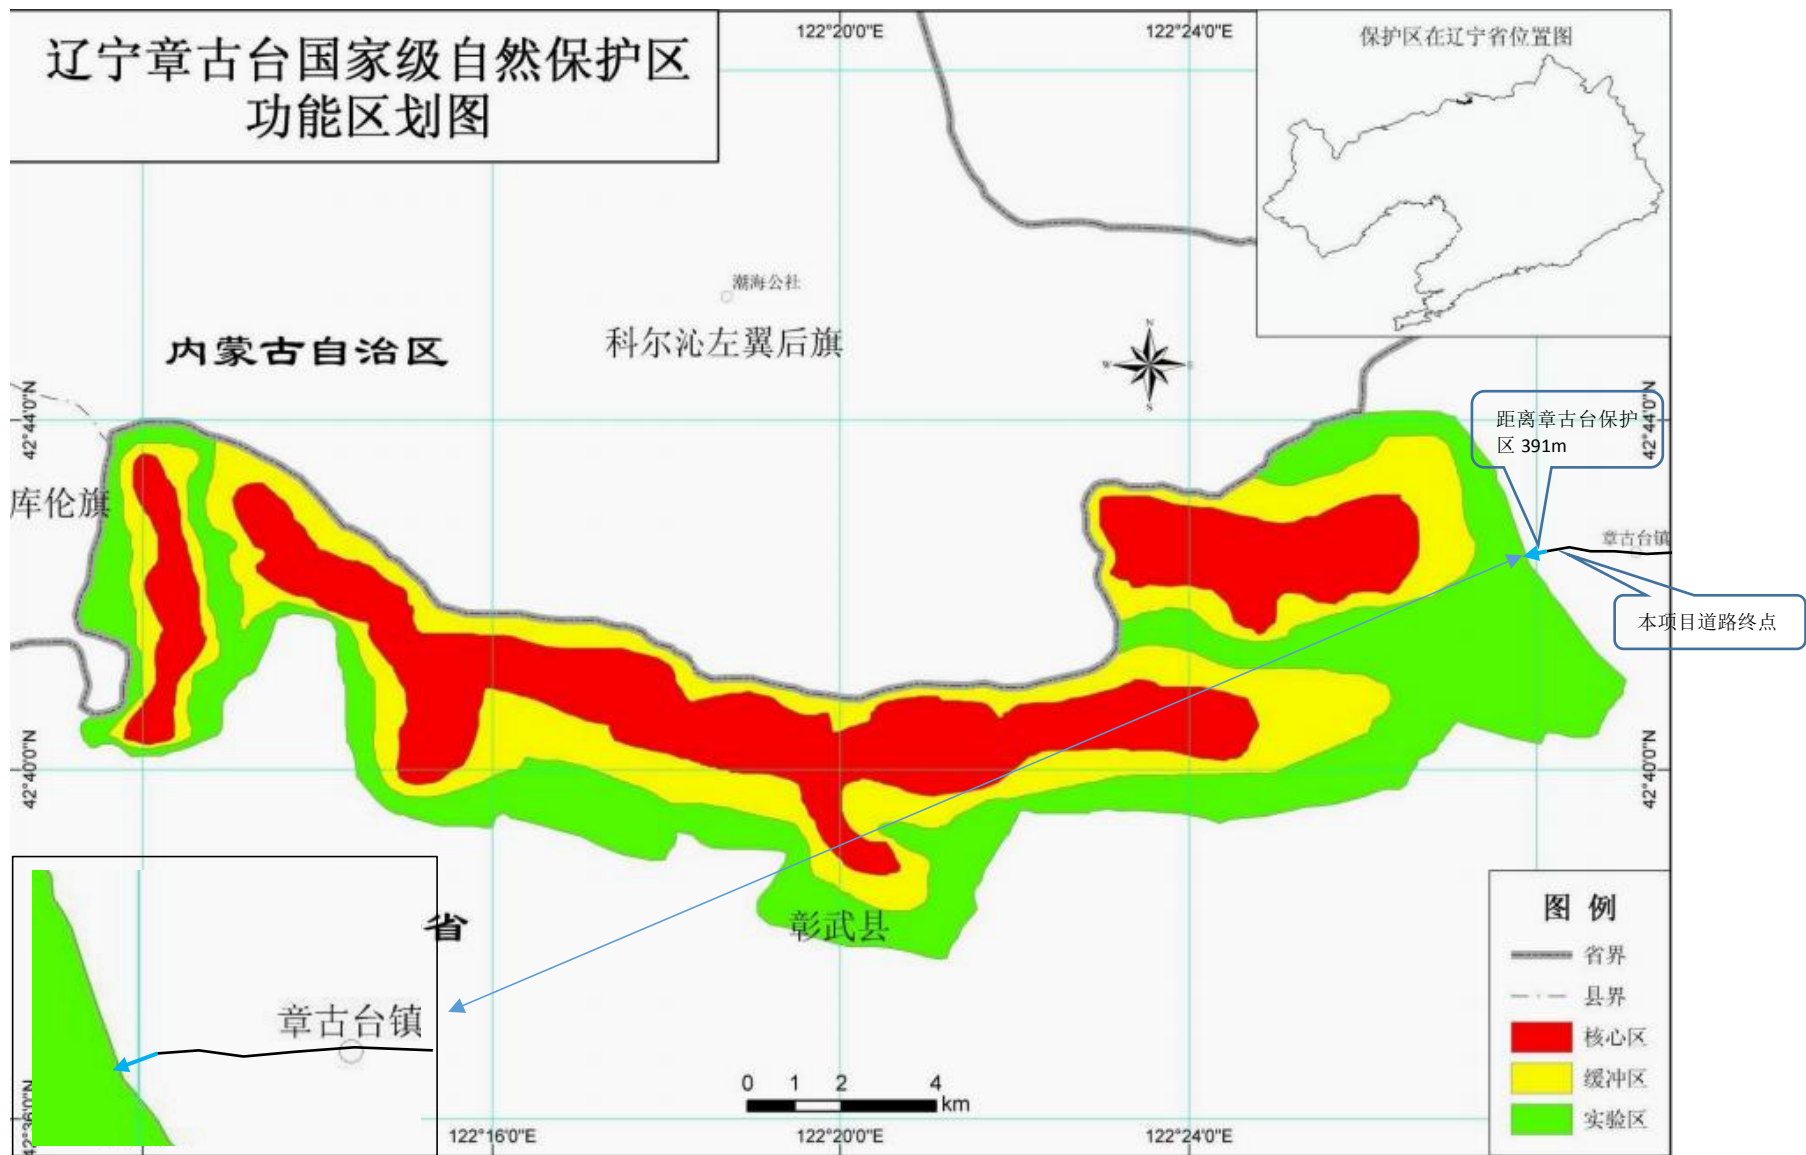 辽宁章古台国家级自然保护区
功能区划图
122°20'0"E
122°24'0"E
保护区在辽宁省位置图
潮海公社
科尔沁左翼后旗
内蒙古自治区
N
W
E
S
42°44'0"N
42°44'0"N
距离章古台保护
区 391m
库伦旗
章古台镇
本项目道路终点
42°40'0"N
42°40'0"N
彰武县
省
章古台镇
图 例
省界
县界
核心区
缓冲区
实验区
0 1 2 4
km
42°36'0"N
122°16'0"E
122°20'0"E
122°24'0"E